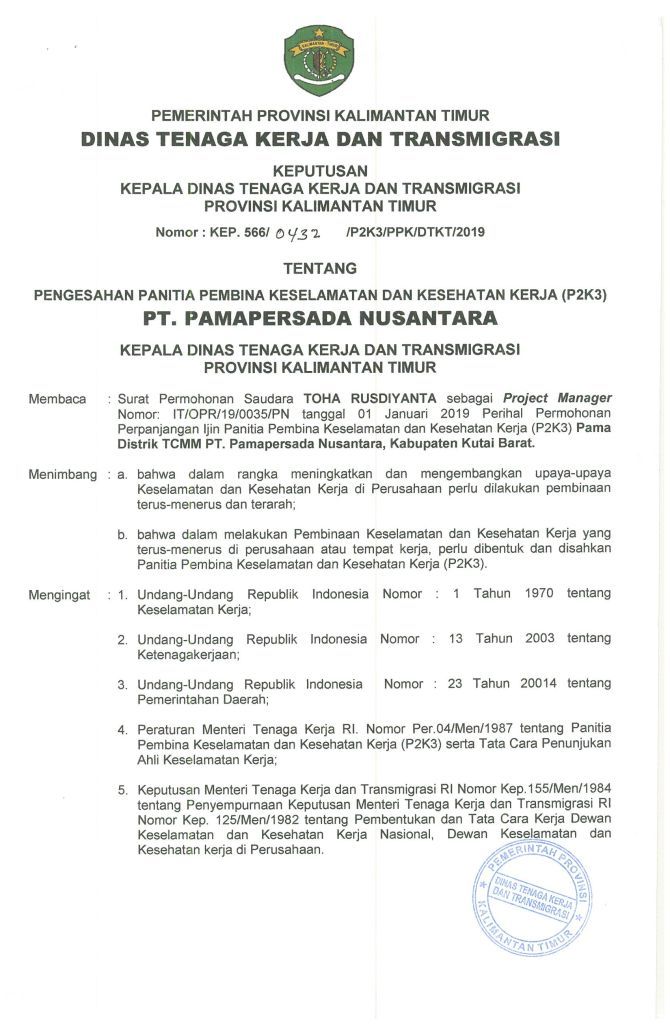 KALIMANTAN - TIMUR
PEMERINTAH PROVINSI KALIMANTAN TIMUR
DINAS TENAGA KERJA DAN TRANSMIGRASI
KEPUTUSAN
KEPALA DINAS TENAGA KERJA DAN TRANSMIGRASI
PROVINSI KALIMANTAN TIMUR
Nomor : KEP. 566/ 0432 /P2K3/PPK/DTKT/2019
TENTANG
PENGESAHAN PANITIA PEMBINA KESELAMATAN DAN KESEHATAN KERJA (P2K3)
PT. PAMAPERSADA NUSANTARA
KEPALA DINAS TENAGA KERJA DAN TRANSMIGRASI
PROVINSI KALIMANTAN TIMUR
Membaca : Surat Permohonan Saudara TOHA RUSDIYANTA sebagai Project Manager
Nomor: IT/OPR/19/0035/PN tanggal 01 Januari 2019 Perihal Permohonan
Perpanjangan Ijin Panitia Pembina Keselamatan dan Kesehatan Kerja (P2K3) Pama
Distrik TCMM PT. Pamapersada Nusantara, Kabupaten Kutai Barat.
Menimbang : a. bahwa dalam rangka meningkatkan dan mengembangkan upaya-upaya
Keselamatan dan Kesehatan Kerja di Perusahaan perlu dilakukan pembinaan
terus-menerus dan terarah;
b. bahwa dalam melakukan Pembinaan Keselamatan dan Kesehatan Kerja yang
terus-menerus di perusahaan atau tempat kerja, perlu dibentuk dan disahkan
Panitia Pembina Keselamatan dan Kesehatan Kerja (P2K3).
Mengingat : 1. Undang-Undang Republik Indonesia Nomor : 1 Tahun 1970 tentang
Keselamatan Kerja;
2. Undang-Undang Republik Indonesia Nomor : 13 Tahun 2003 tentang
Ketenagakerjaan;
3. Undang-Undang Republik Indonesia Nomor : 23 Tahun 20014 tentang
Pemerintahan Daerah;
4. Peraturan Menteri Tenaga Kerja RI. Nomor Per.04/Men/1987 tentang Panitia
Pembina Keselamatan dan Kesehatan Kerja (P2K3) serta Tata Cara Penunjukan
Ahli Keselamatan Kerja;
5. Keputusan Menteri Tenaga Kerja dan Transmigrasi RI Nomor Kep.155/Men/1984
tentang Penyempurnaan Keputusan Menteri Tenaga Kerja dan Transmigrasi RI
Nomor Kep. 125/Men/1982 tentang Pembentukan dan Tata Cara Kerja Dewan
Keselamatan dan Kesehatan Kerja Nasional, Dewan Keselamatan dan
Kesehatan kerja di Perusahaan.
PEMERINTAH PROVINSI
DINAS TENAGA KERJA
DAN TRANSMIGRASI
KALIMANTAN TIMUR